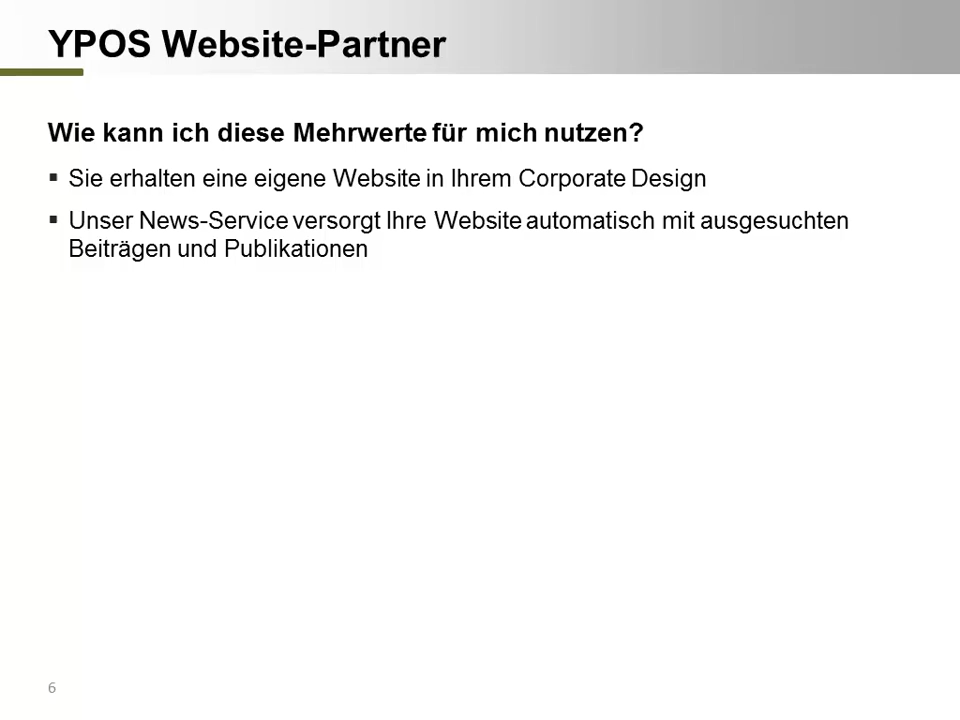 YPOS Website-Partner
Wie kann ich diese Mehrwerte für mich nutzen?
▪ Sie erhalten eine eigene Website in Ihrem Corporate Design
▪ Unser News-Service versorgt Ihre Website automatisch mit ausgesuchten
Beiträgen und Publikationen
6